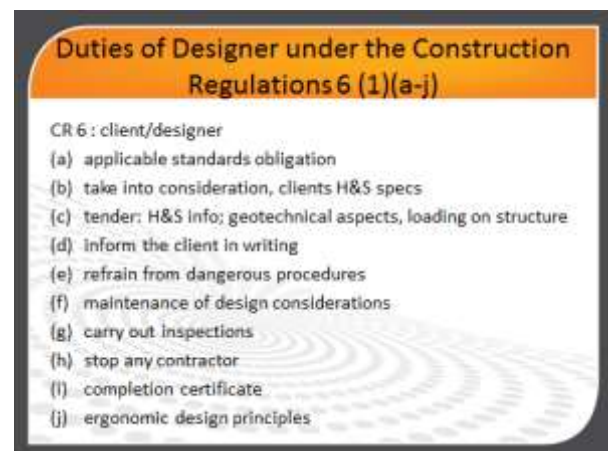 Duties of Designer under the Construction
Regulations 6 (1)(a-j)
CR 6 : client/designer
(a) applicable standards obligation
(b) take into consideration, clients H&S specs
(c) tender: H&S info; geotechnical aspects, loading on structure
(d) inform the client in writing
(e) refrain from dangerous procedures
(f) maintenance of design considerations
(g) carry out inspections
(h) stop any contractor
(i) completion certificate
(j) ergonomic design principles